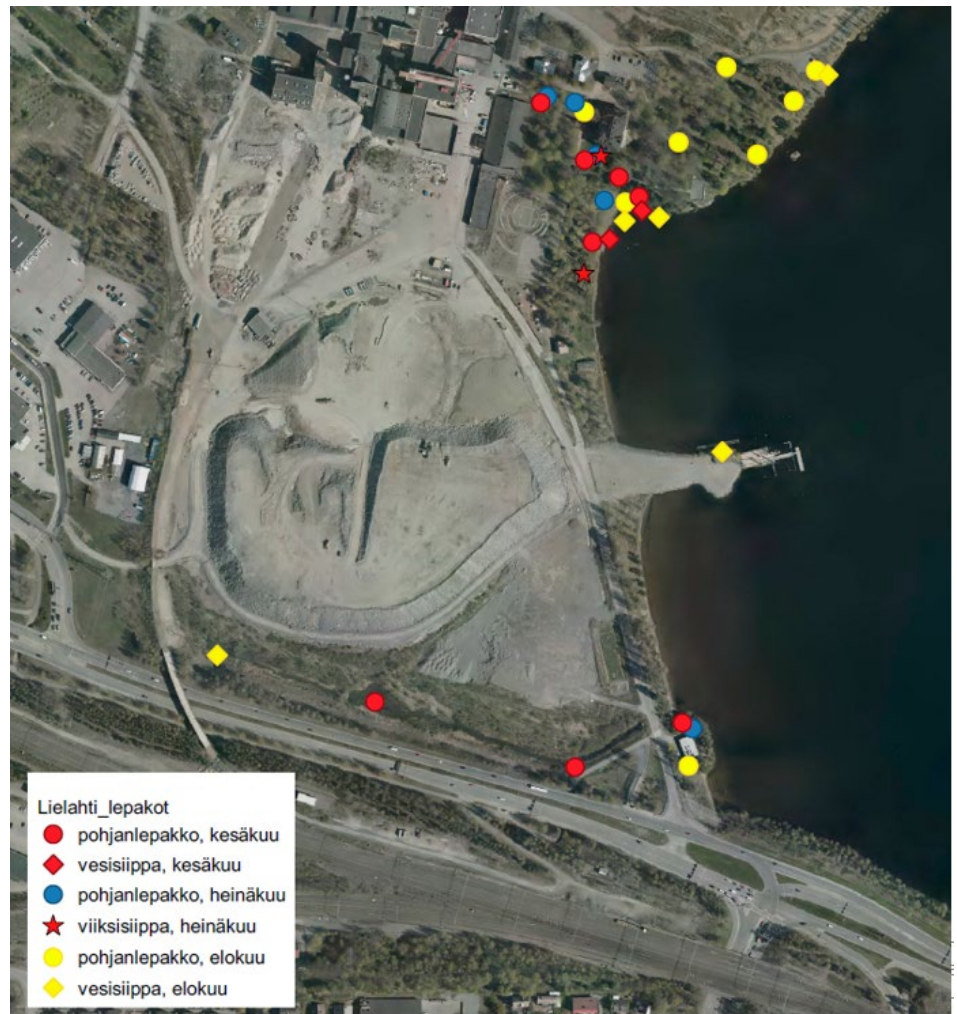 Lielahti_lepakot
pohjanlepakko, kesäkuu
vesisiippa, kesäkuu
pohjanlepakko, heinäkuu
viiksisiippa, heinäkuu
pohjanlepakko, elokuu
vesisiippa, elokuu